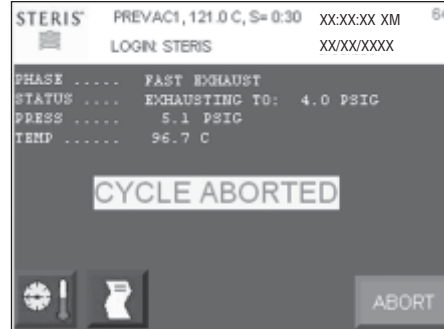 STERIS PREVAC1, 121.0 C, S= 0:30 XX:XX:XX XM
LOGIN: STERIS XX/XX/XXXX
PHASE ..... FAST EXHAUST
STATUS .... EXHAUSTING TO: 4.0 PSIG
PRESS ..... 5.1 PSIG
TEMP ...... 96.7 C
CYCLE ABORTED
ABORT